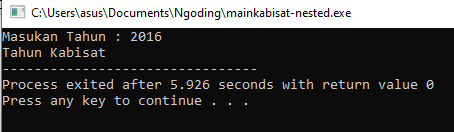 C:\Users\asus\Documents\Ngoding\mainkabisat-nested.exe
Masukan Tahun : 2016
Tahun Kabisat
--------------------------------
Process exited after 5.926 seconds with return value 0
Press any key to continue . . .